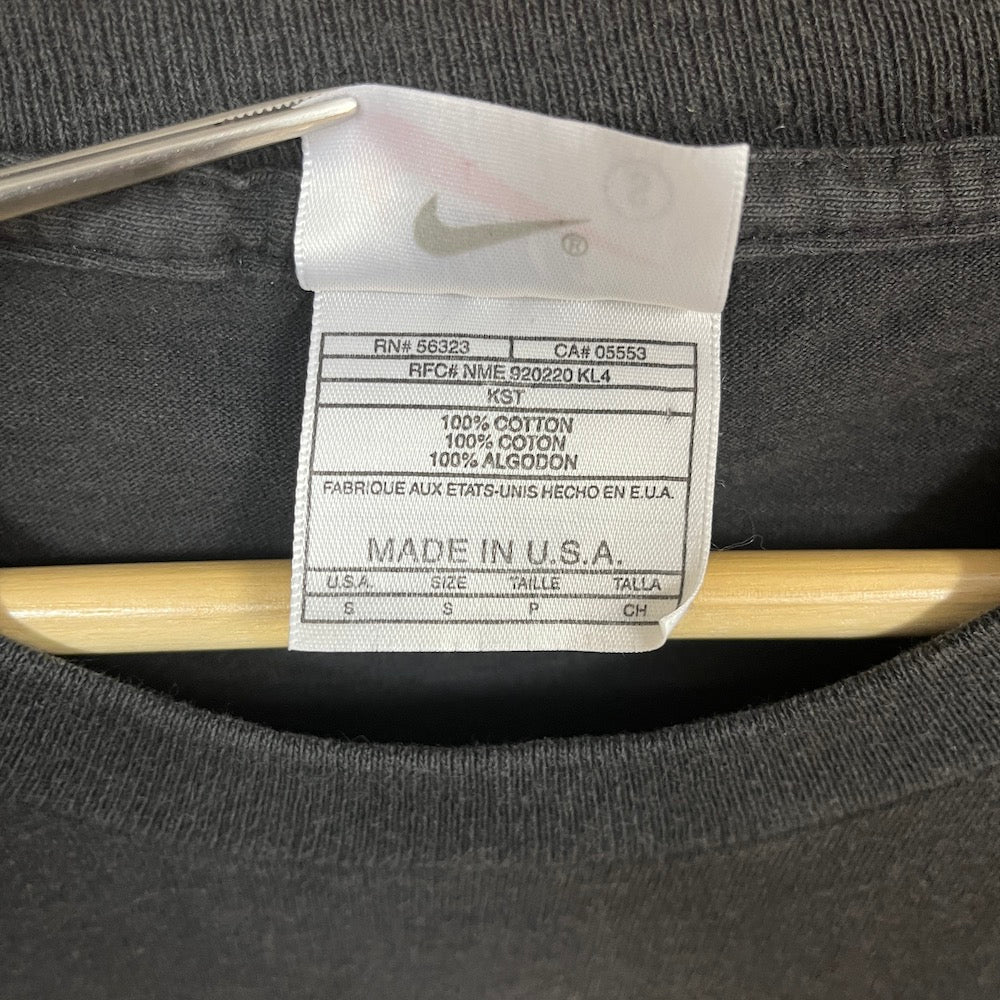 ®
S
RN# 56323 CA# 05553
RFC# NME 920220 KL4
KST
100% COTTON
100% COTON
100% ALGODON
FABRIQUE AUX ETATS-UNIS HECHO EN E.U.A.
MADE IN U.S.A.
U.S.A. SIZE TAILLE TALLA
S S P CH